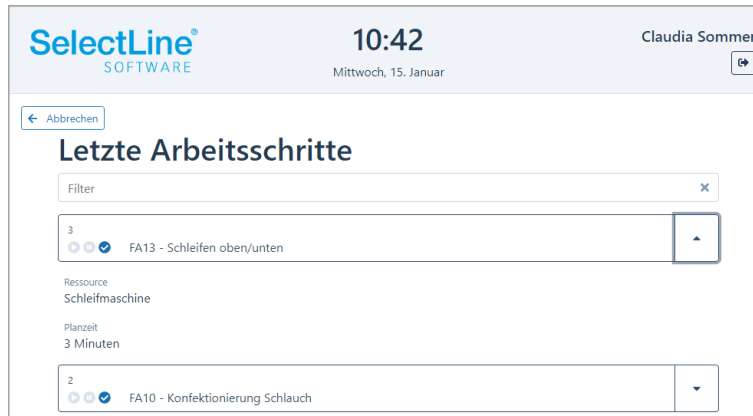 SelectLine®
SOFTWARE
10:42
Mittwoch, 15. Januar
Claudia Sommer
Abbrechen
Letzte Arbeitsschritte
Filter
3
FA13 - Schleifen oben/unten
Ressource
Schleifmaschine
Planzeit
3 Minuten
2
FA10 - Konfektionierung Schlauch